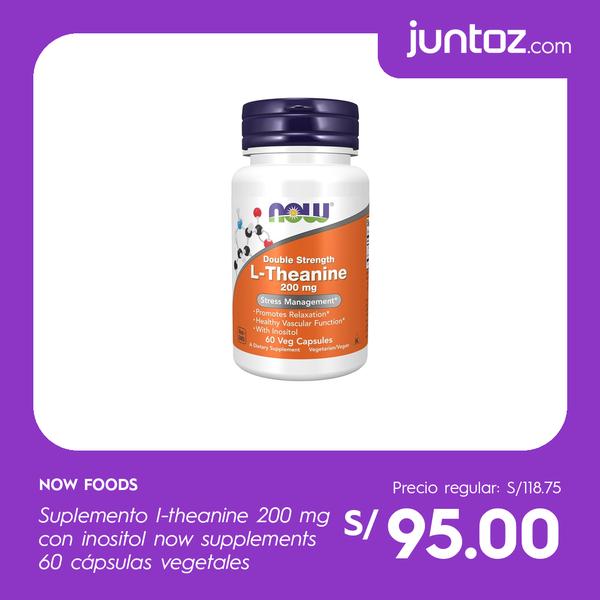 juntoz.com
NOW
Double Strength
L-Theanine
200 mg
Stress Management*
•Promotes Relaxation*
•Healthy Vascular Function*
•With Inositol
60 Veg Capsules
A Dietary Supplement Vegetarian/Vegan
NOW FOODS
Suplemento l-theanine 200 mg
con inositol now supplements
60 cápsulas vegetales
Precio regular: S/118.75
S/ 95.00